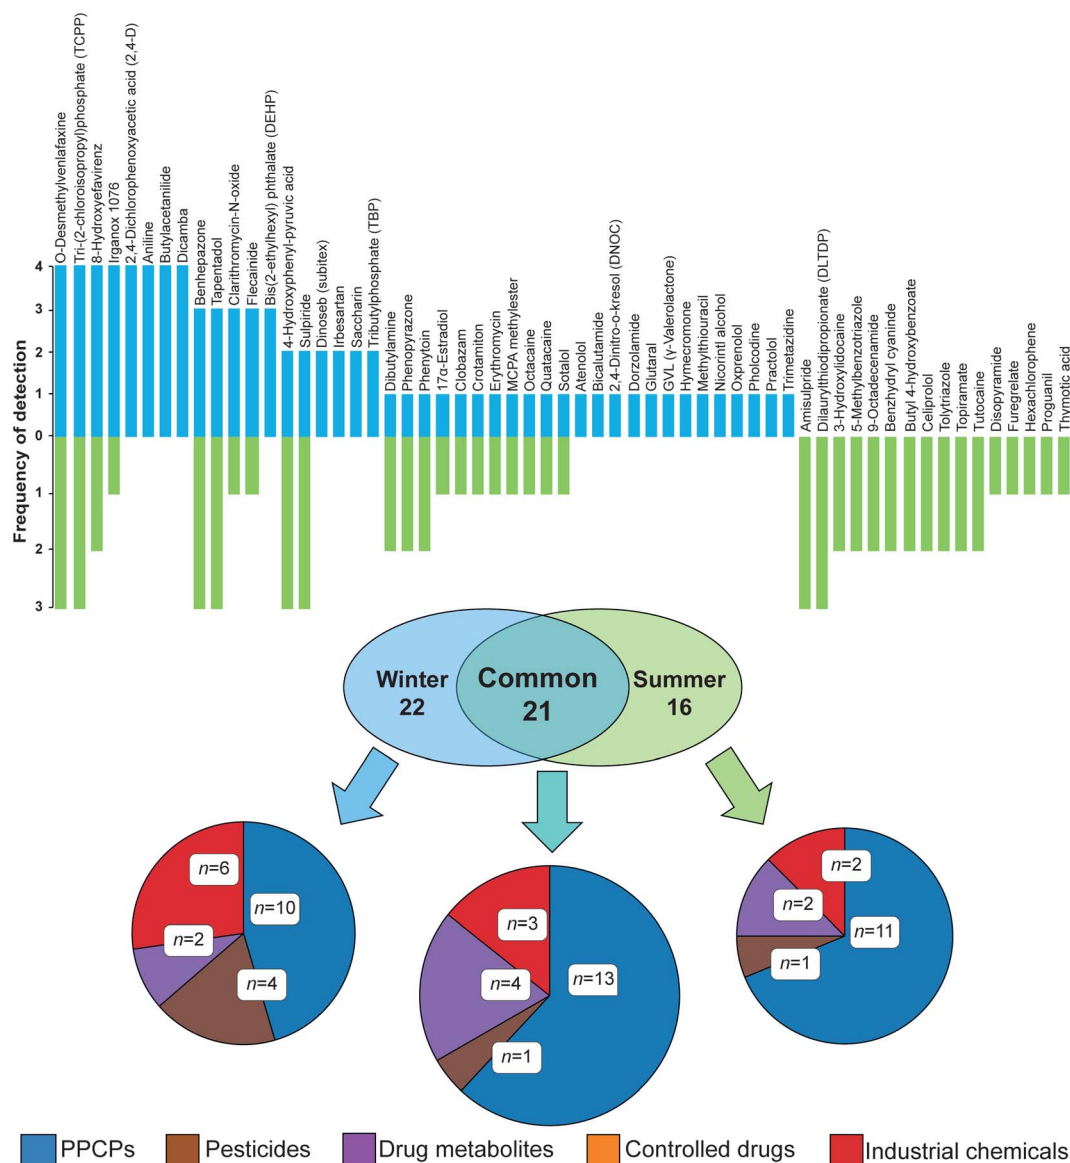 O-Desmethylvenlafaxine
Tri-(2-chloroisopropyl)phosphate (TCPP)
8-Hydroxyefavirenz
Irganox 1076
2,4-Dichlorophenoxyacetic acid (2,4-D)
Aniline
Butylacetanilide
Dicamba
Benhepazone
Tapentadol
Clarithromycin-N-oxide
Flecainide
Bis(2-ethylhexyl) phthalate (DEHP)
4-Hydroxyphenyl-pyruvic acid
Sulpiride
Dinoseb (subitex)
Irbesartan
Saccharin
Tributylphosphate (TBP)
Dibutylamine
Phenopyrazone
Phenytoin
17α-Estradiol
Clobazam
Crotamiton
Erythromycin
MCPA methylester
Octacaine
Quatacaine
Sotalol
Atenolol
Bicalutamide
2,4-Dinitro-o-kresol (DNOC)
Dorzolamide
Glutaral
GVL (γ-Valerolactone)
Hymecromone
Methylthiouracil
Nicorintl alcohol
Oxprenolol
Pholcodine
Practolol
Trimetazidine
Amisulpride
Dilaurylthiodipropionate (DLTDP)
3-Hydroxylidocaine
5-Methylbenzotriazole
9-Octadecenamide
Benzhydryl cyaninde
Butyl 4-hydroxybenzoate
Celiprolol
Tolytriazole
Topiramate
Tutocaine
Disopyramide
Furegrelate
Hexachlorophene
Proguanil
Thymotic acid
Frequency of detection
4
3
2
1
0
1
2
3
Winter
22
Common
21
Summer
16
n=6
n=10
n=2
n=4
n=3
n=13
n=4
n=1
n=2
n=2
n=11
n=1
PPCPs
Pesticides
Drug metabolites
Controlled drugs
Industrial chemicals